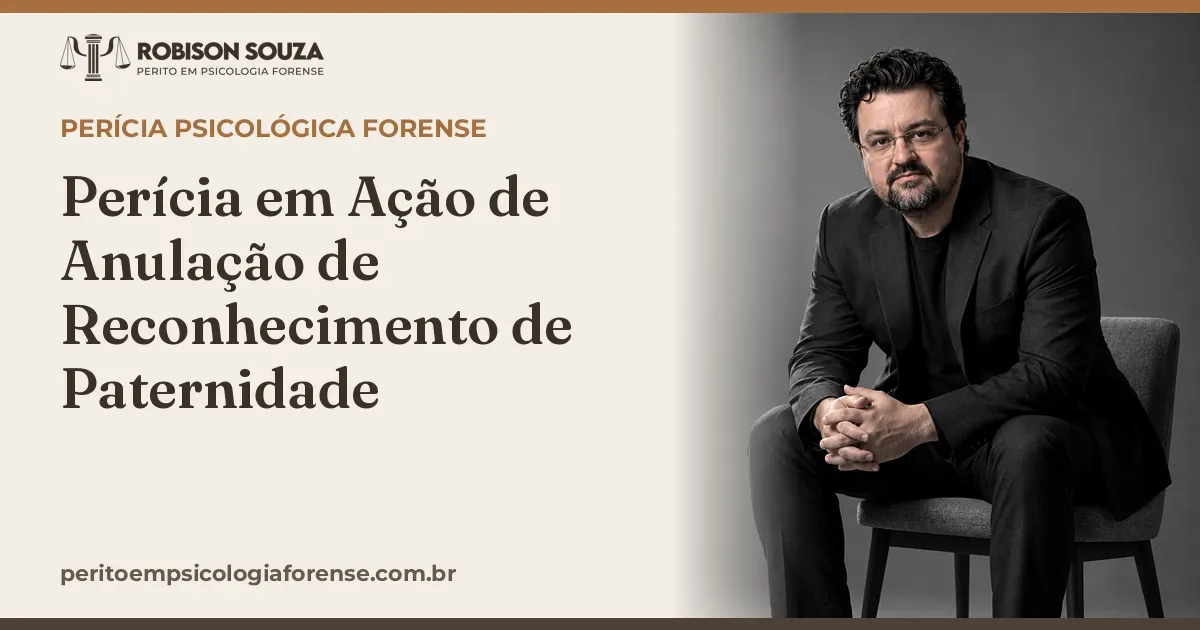 ROBISON SOUZA
PERITO EM PSICOLOGIA FORENSE
PERÍCIA PSICOLÓGICA FORENSE
Perícia em Ação de
Anulação de
Reconhecimento de
Paternidade
peritoempsicologiaforense.com.br